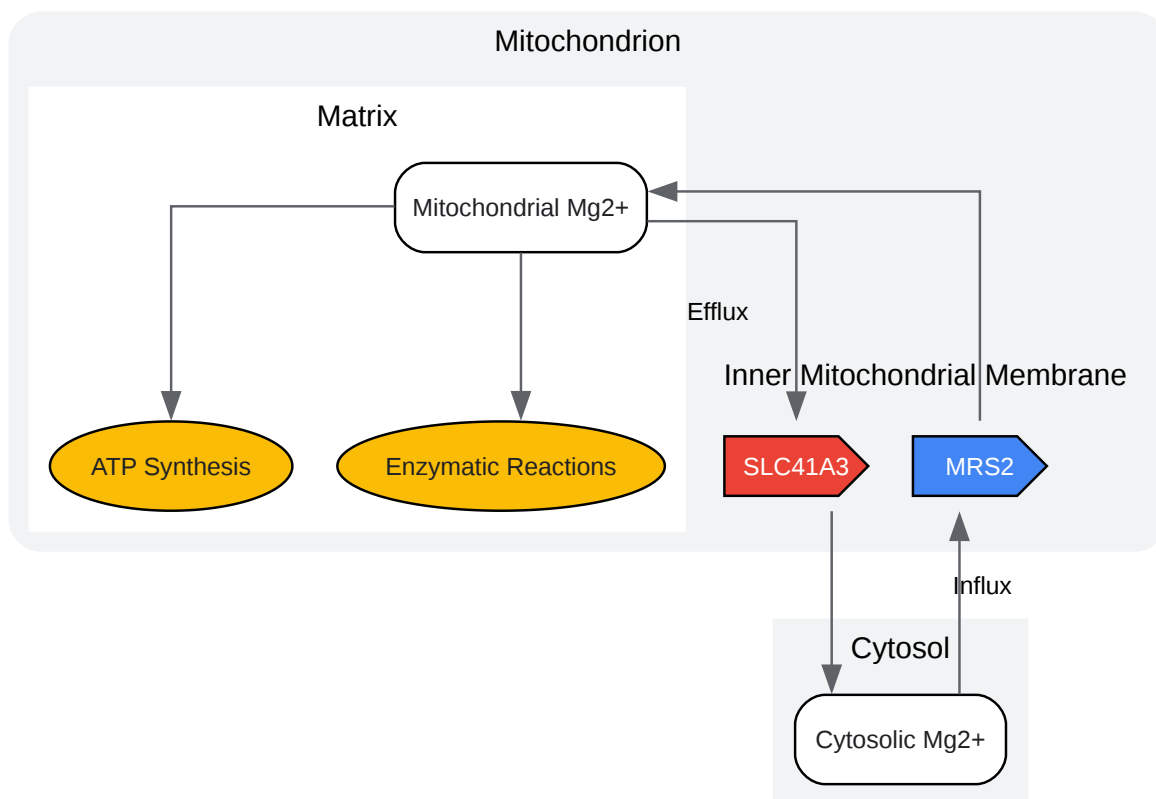 Mitochondrion
Matrix
Mitochondrial Mg2+
Efflux
Inner Mitochondrial Membrane
ATP Synthesis
Enzymatic Reactions
SLC41A3
MRS2
Influx
Cytosol
Cytosolic Mg2+